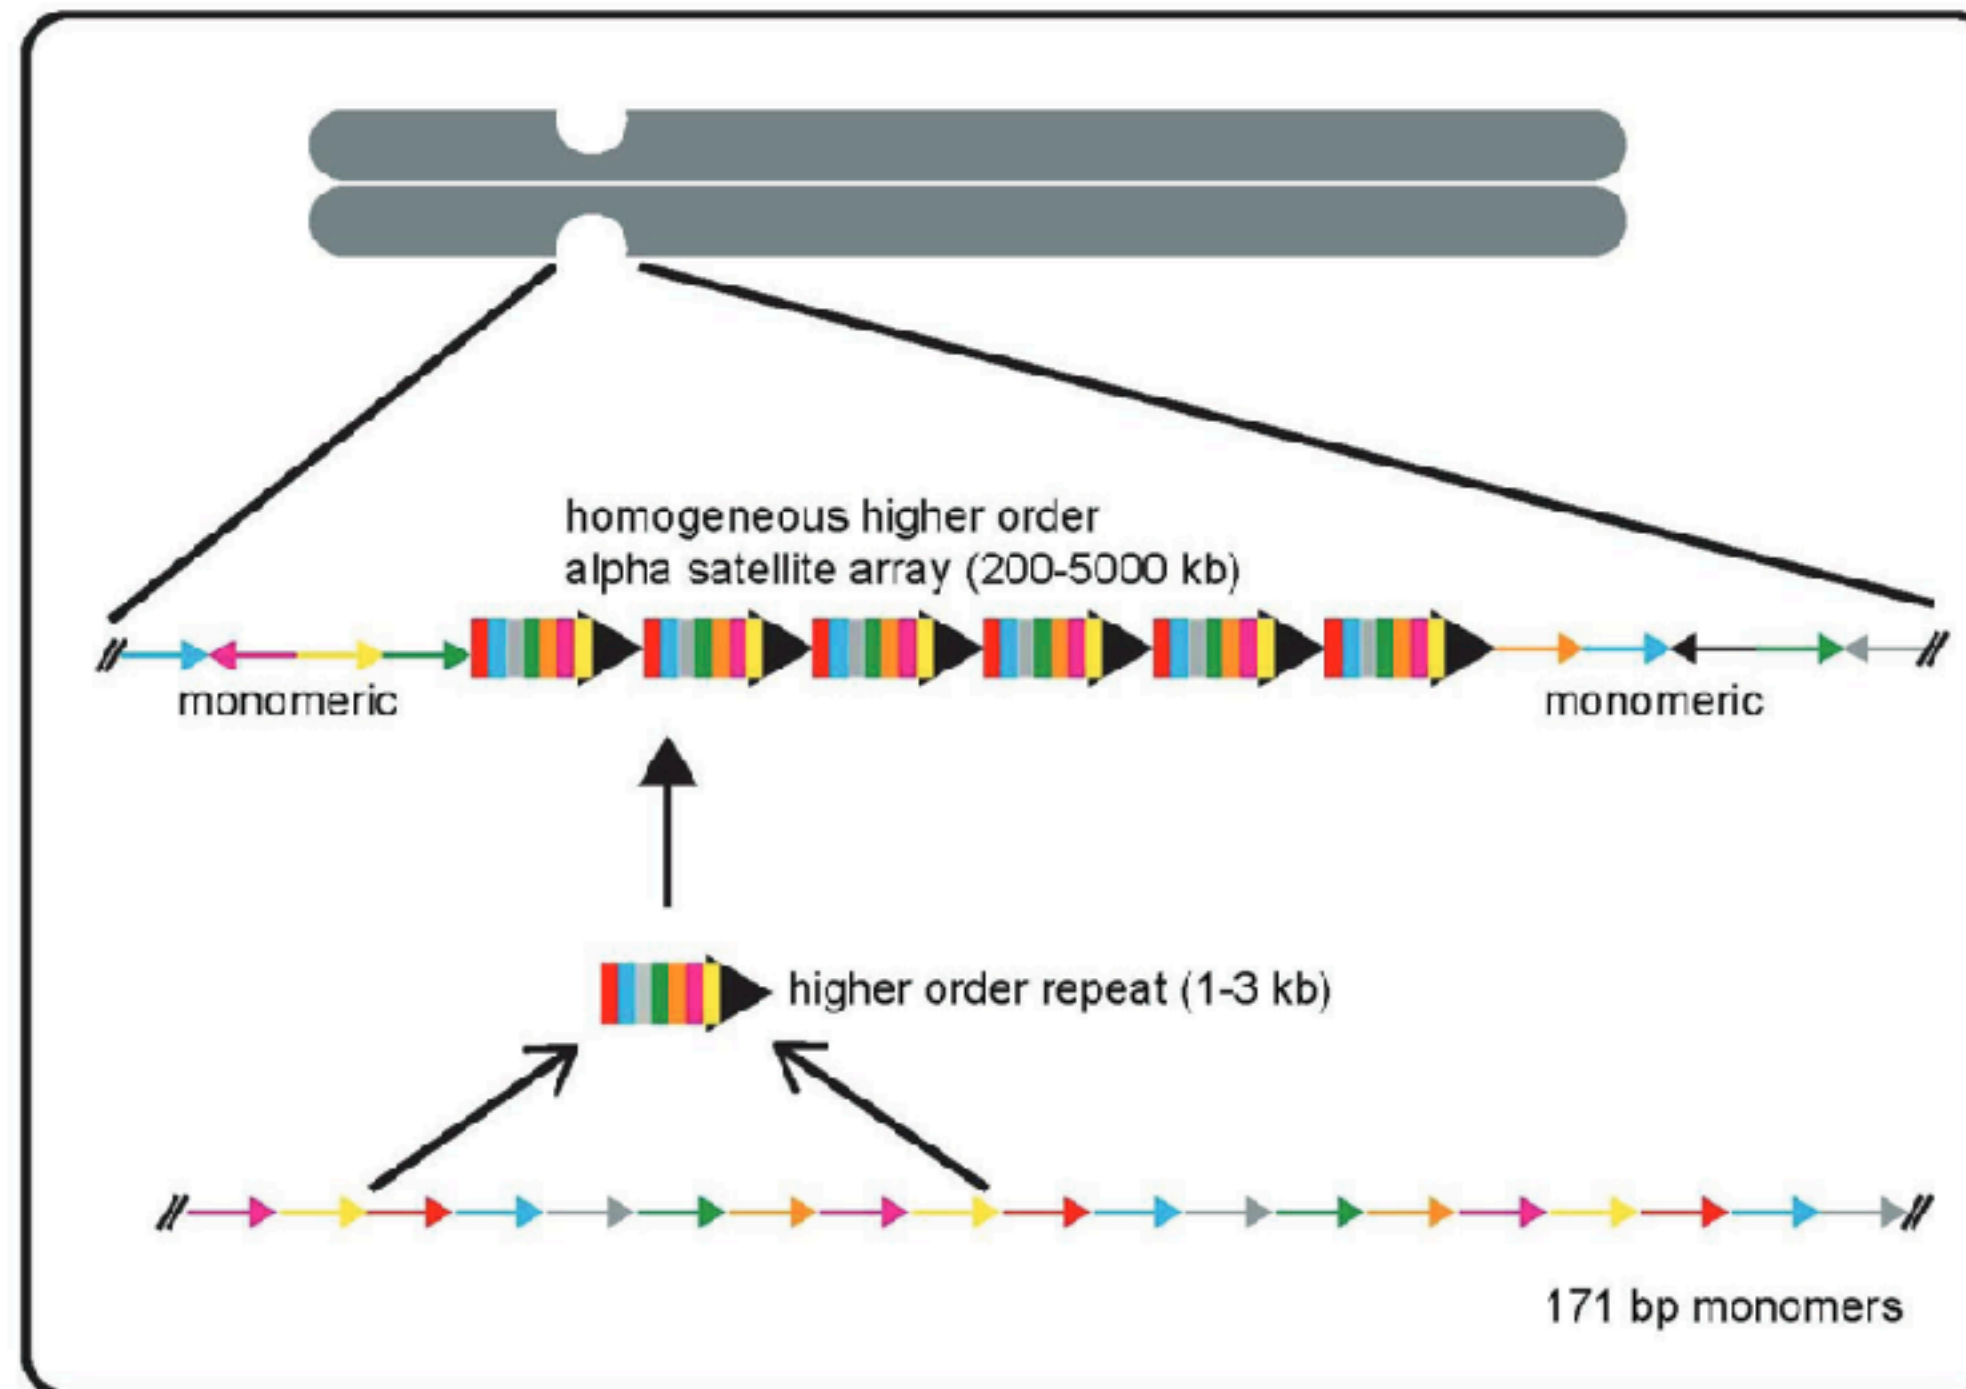 homogeneous higher order
alpha satellite array (200-5000 kb)
monomeric
monomeric
higher order repeat (1-3 kb)
171 bp monomers